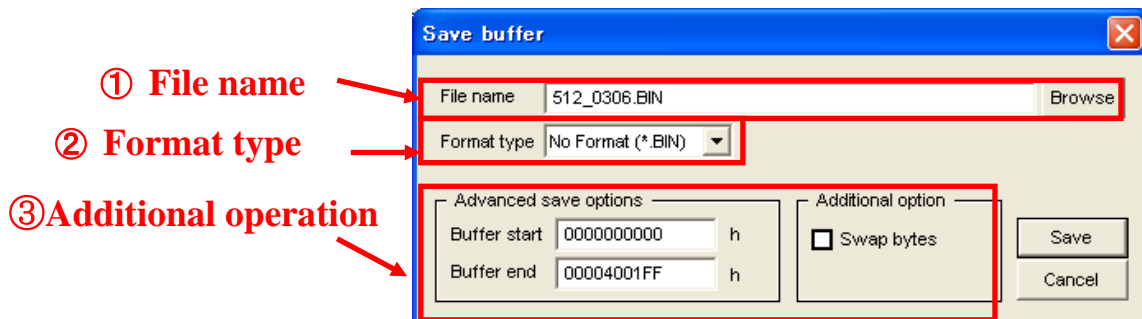 Save buffer
① File name
File name 512_0306.BIN Browse
② Format type
Format type No Format (*.BIN)
③Additional operation
Advanced save options Additional option
Buffer start 0000000000 h Swap bytes Save
Buffer end 00004001FF h Cancel